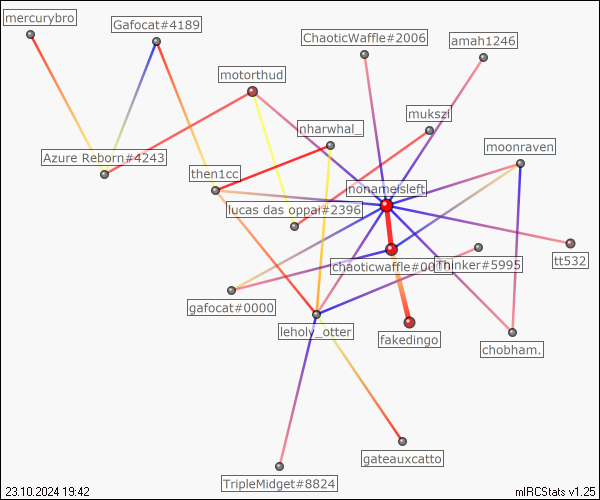 mercurybro
Gafocat#4189
ChaoticWaffle#2006
amah1246
motorthud
mukszi
nharwhal_
moonraven
Azure Reborn#4243
then1cc
nonameisleft
lucas das oppai#2396
tt532
chaoticwaffle#0
Thinker#5995
gafocat#0000
leholy_otter
fakedingo
chobham.
gateauxcatto
TripleMidget#8824
23.10.2024 19:42
mIRCStats v1.25